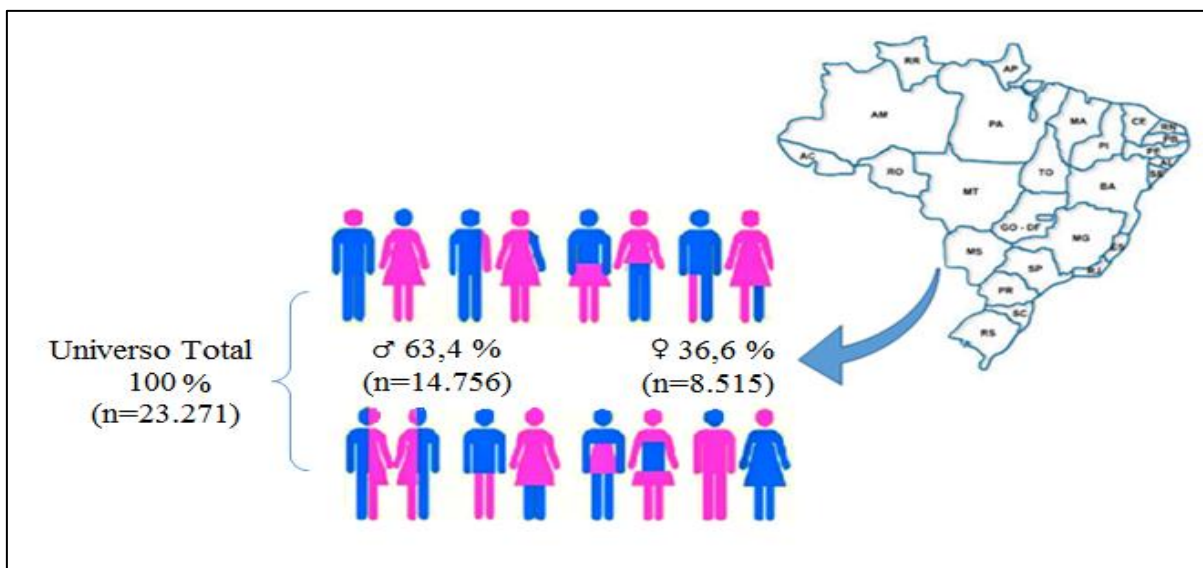 RR
AP
AM
PA
MA
CE
RN
PB
PI
PE
AL
SE
AC
RO
TO
BA
MT
GO - DF
MG
ES
MS
SP
RJ
PR
SC
RS
Universo Total
100 %
(n=23.271)
♂ 63,4 %
(n=14.756)
♀ 36,6 %
(n=8.515)